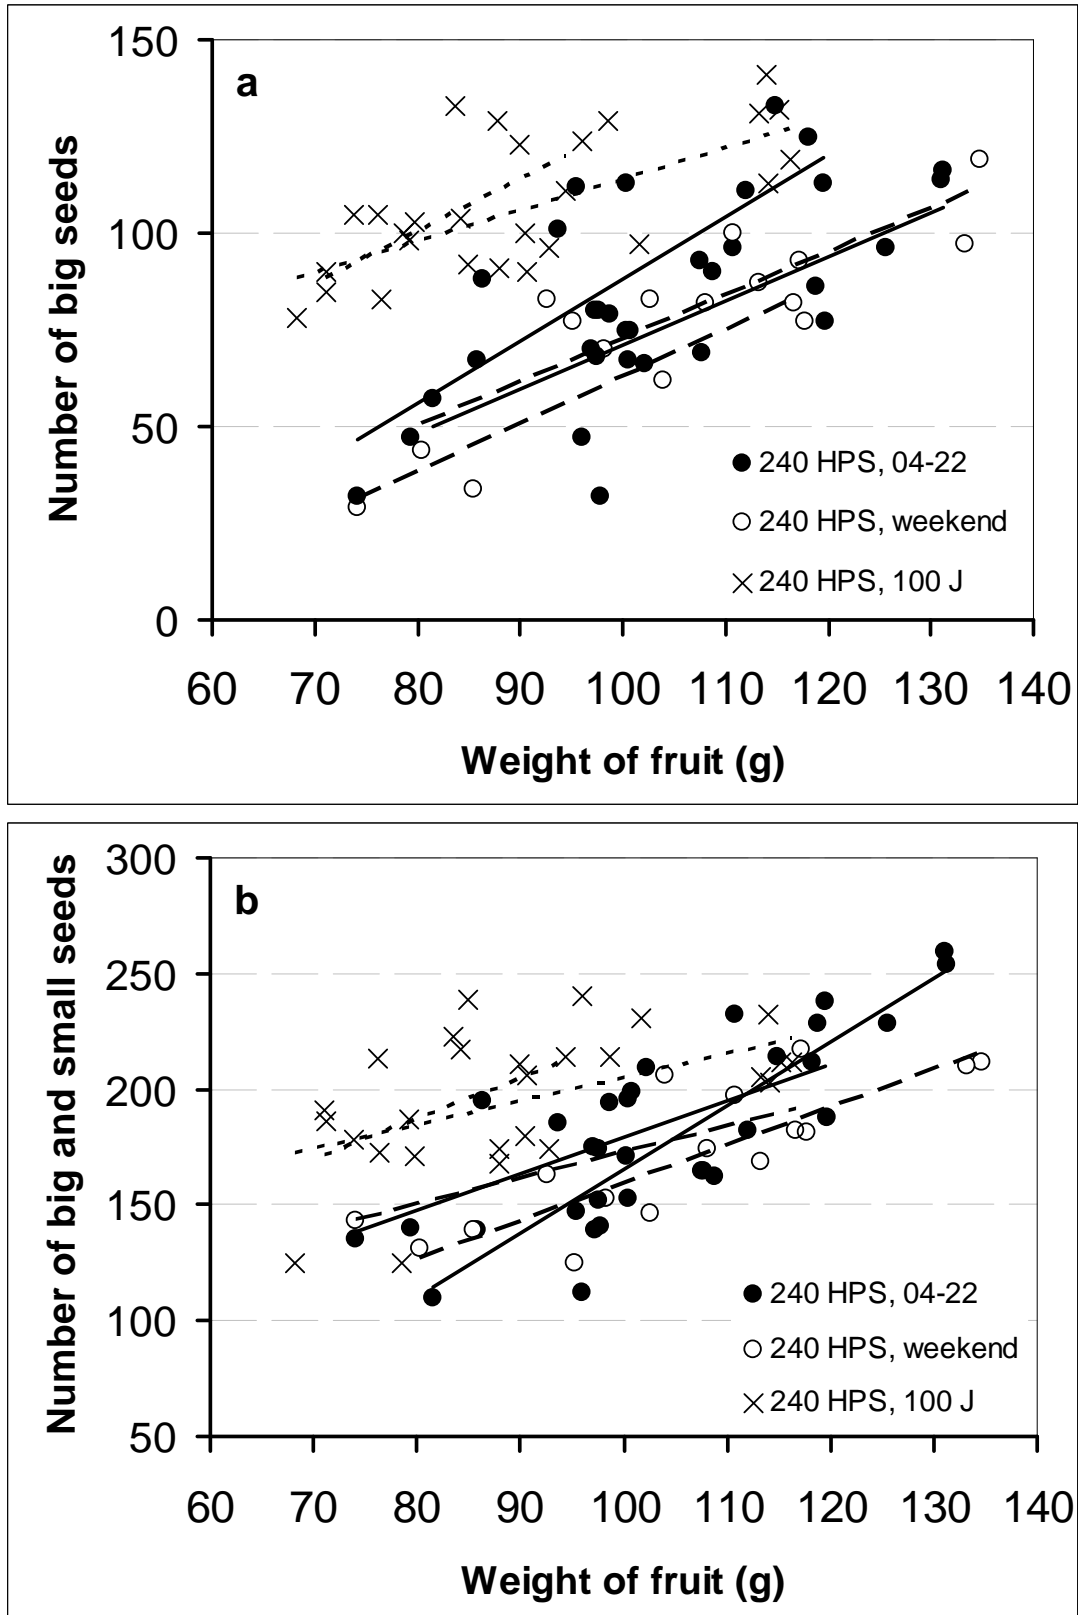 a
Number of big seeds
150
100
50
0
240 HPS, 04-22
240 HPS, weekend
240 HPS, 100 J
60 70 80 90 100 110 120 130 140
Weight of fruit (g)
b
Number of big and small seeds
300
250
200
150
100
50
240 HPS, 04-22
240 HPS, weekend
240 HPS, 100 J
60 70 80 90 100 110 120 130 140
Weight of fruit (g)